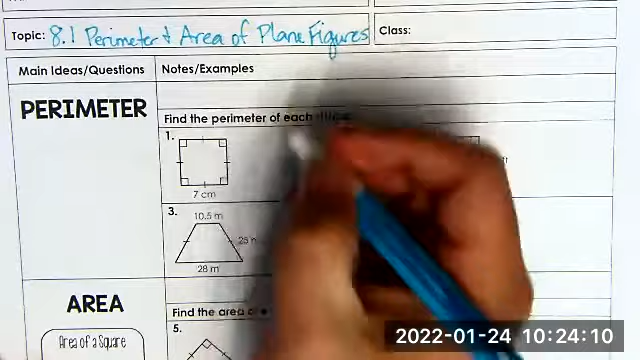 Topic: 8.1 Perimeter & Area of Plane Figures
Class:
Main Ideas/Questions
Notes/Examples
PERIMETER
Find the perimeter of each
1.
7 cm
3.
10.5 m
28 m
AREA
Find the area
5.
Area of a Square
2022-01-24 10:24:10